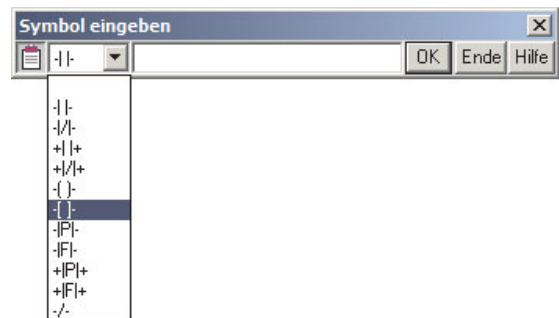 Symbol eingeben
-| |- OK Ende Hilfe
-| |-
-|/|-
+| |+
+|/|+
-( )-
-[ ]-
-|P|-
-|F|-
+|P|+
+|F|+
-/-